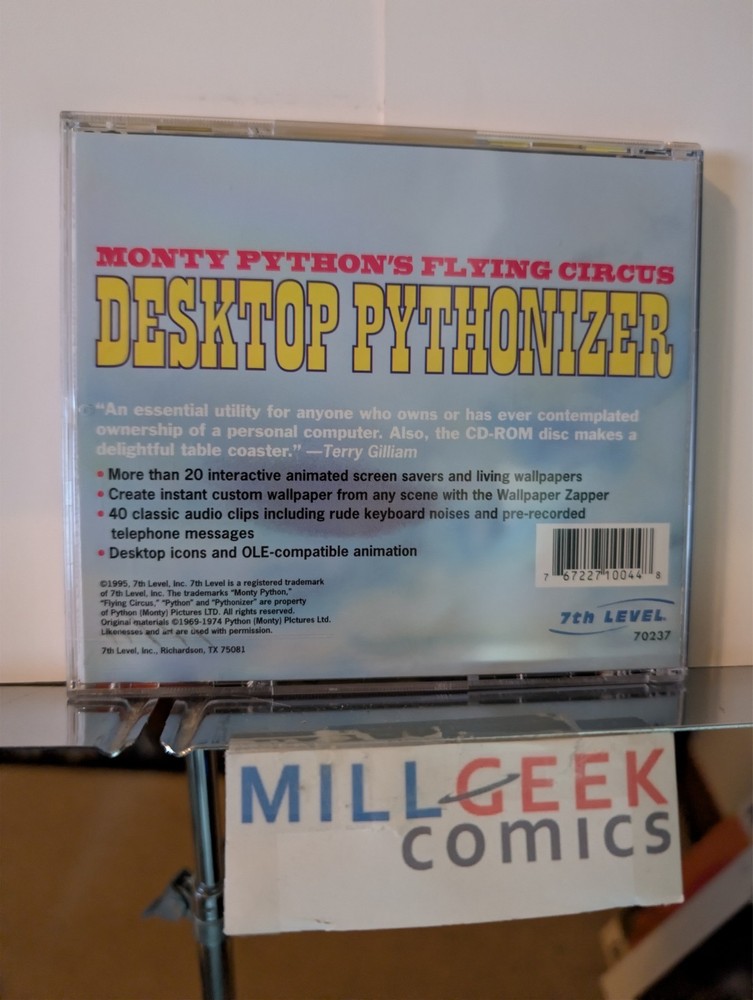 MONTY PYTHON'S FLYING CIRCUS
DESKTOP PYTHONIZER
“An essential utility for anyone who owns or has ever contemplated
ownership of a personal computer. Also, the CD-ROM disc makes a
delightful table coaster.” —Terry Gilliam
• More than 20 interactive animated screen savers and living wallpapers
• Create instant custom wallpaper from any scene with the Wallpaper Zapper
• 40 classic audio clips including rude keyboard noises and pre-recorded
telephone messages
• Desktop icons and OLE-compatible animation
7 67227 10044 8
©1995, 7th Level, Inc. 7th Level is a registered trademark
of 7th Level, Inc. The trademarks “Monty Python,”
“Flying Circus,” “Python” and “Pythonizer” are property
of Python (Monty) Pictures LTD. All rights reserved.
Original materials ©1969-1974 Python (Monty) Pictures Ltd.
Likenesses and art are used with permission.
7th Level, Inc., Richardson, TX 75081
7th LEVEL
70237
MILLGEEK
comics